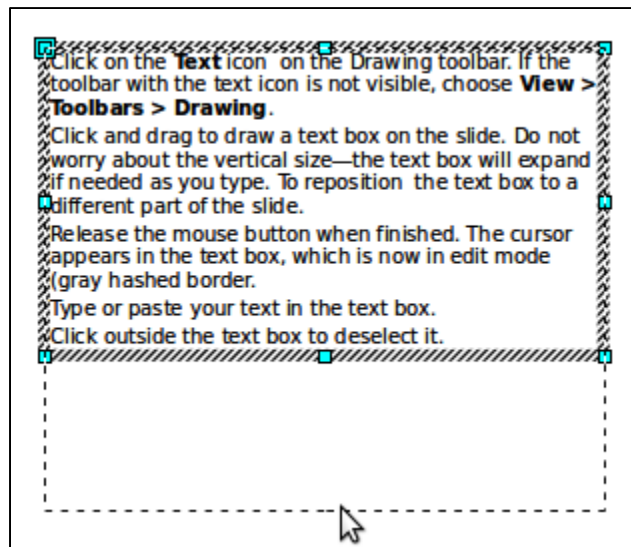 Click on the Text icon  on the Drawing toolbar. If the
toolbar with the text icon is not visible, choose View >
Toolbars > Drawing.
Click and drag to draw a text box on the slide. Do not
worry about the vertical size—the text box will expand
if needed as you type. To reposition  the text box to a
different part of the slide.
Release the mouse button when finished. The cursor
appears in the text box, which is now in edit mode
(gray hashed border.
Type or paste your text in the text box.
Click outside the text box to deselect it.